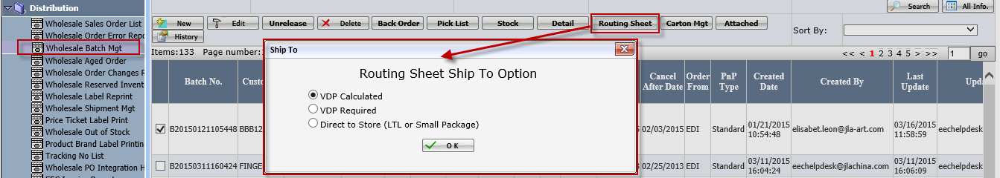 Distribution
Wholesale Sales Order List
Wholesale Order Error Repo
Wholesale Batch Mgt
Wholesale Aged Order
Wholesale Order Changes R
Wholesale Reserved Invent
Wholesale Label Reprint
Wholesale Shipment Mgt
Price Ticket Label Print
Wholesale Out of Stock
Product Brand Label Printing
Tracking No List
Wholesale PO Integration H
Search All Info.
New Edit Unrelease Delete Back Order Pick List Stock Detail Routing Sheet Carton Mgt Attached
History
Sort By:
Items:133 Page number:1
<< < 1 2 3 4 5 > >> 1 go
Batch No. Custo
Cancel After Date Order From PnP Type Created Date Created By Last Update Upda
B20150121105448 BBB12 02/03/2015 EDI Standard 01/21/2015 10:54:48 elisabet.leon@jla-art.com 03/16/2015 11:58:59 eechelpdesk
B20150311160424 FINGE 02/25/2013 EDI Standard 03/11/2015 16:04:24 eechelpdesk@jlachina.com 03/11/2015 16:06:09 eechelpdesk
Ship To
Routing Sheet Ship To Option
VDP Calculated
VDP Required
Direct to Store (LTL or Small Package)
O K